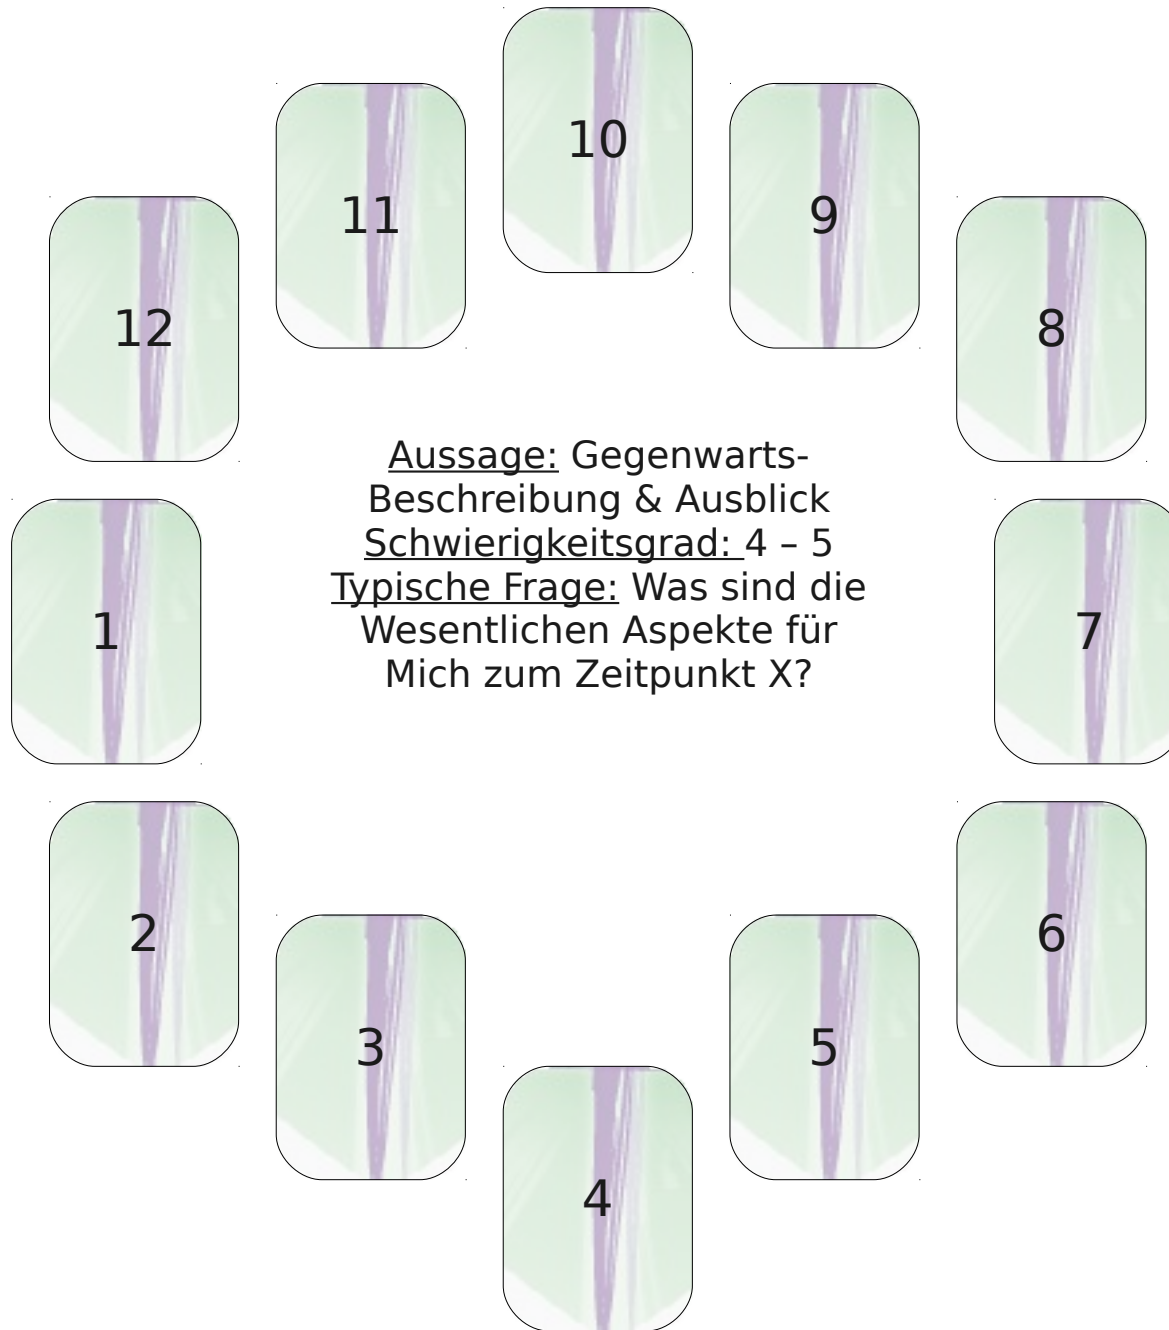 10
11
9
12
8
Aussage: Gegenwarts-
Beschreibung & Ausblick
Schwierigkeitsgrad: 4 – 5
Typische Frage: Was sind die
Wesentlichen Aspekte für
Mich zum Zeitpunkt X?
1
7
2
6
3
5
4